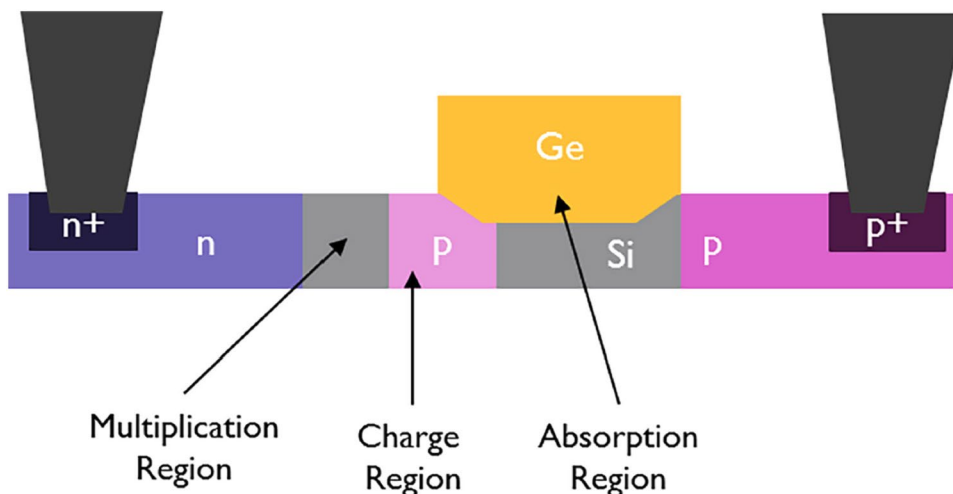 Ge
n+
n
p
Si
p
p+
Multiplication
Region
Charge
Region
Absorption
Region